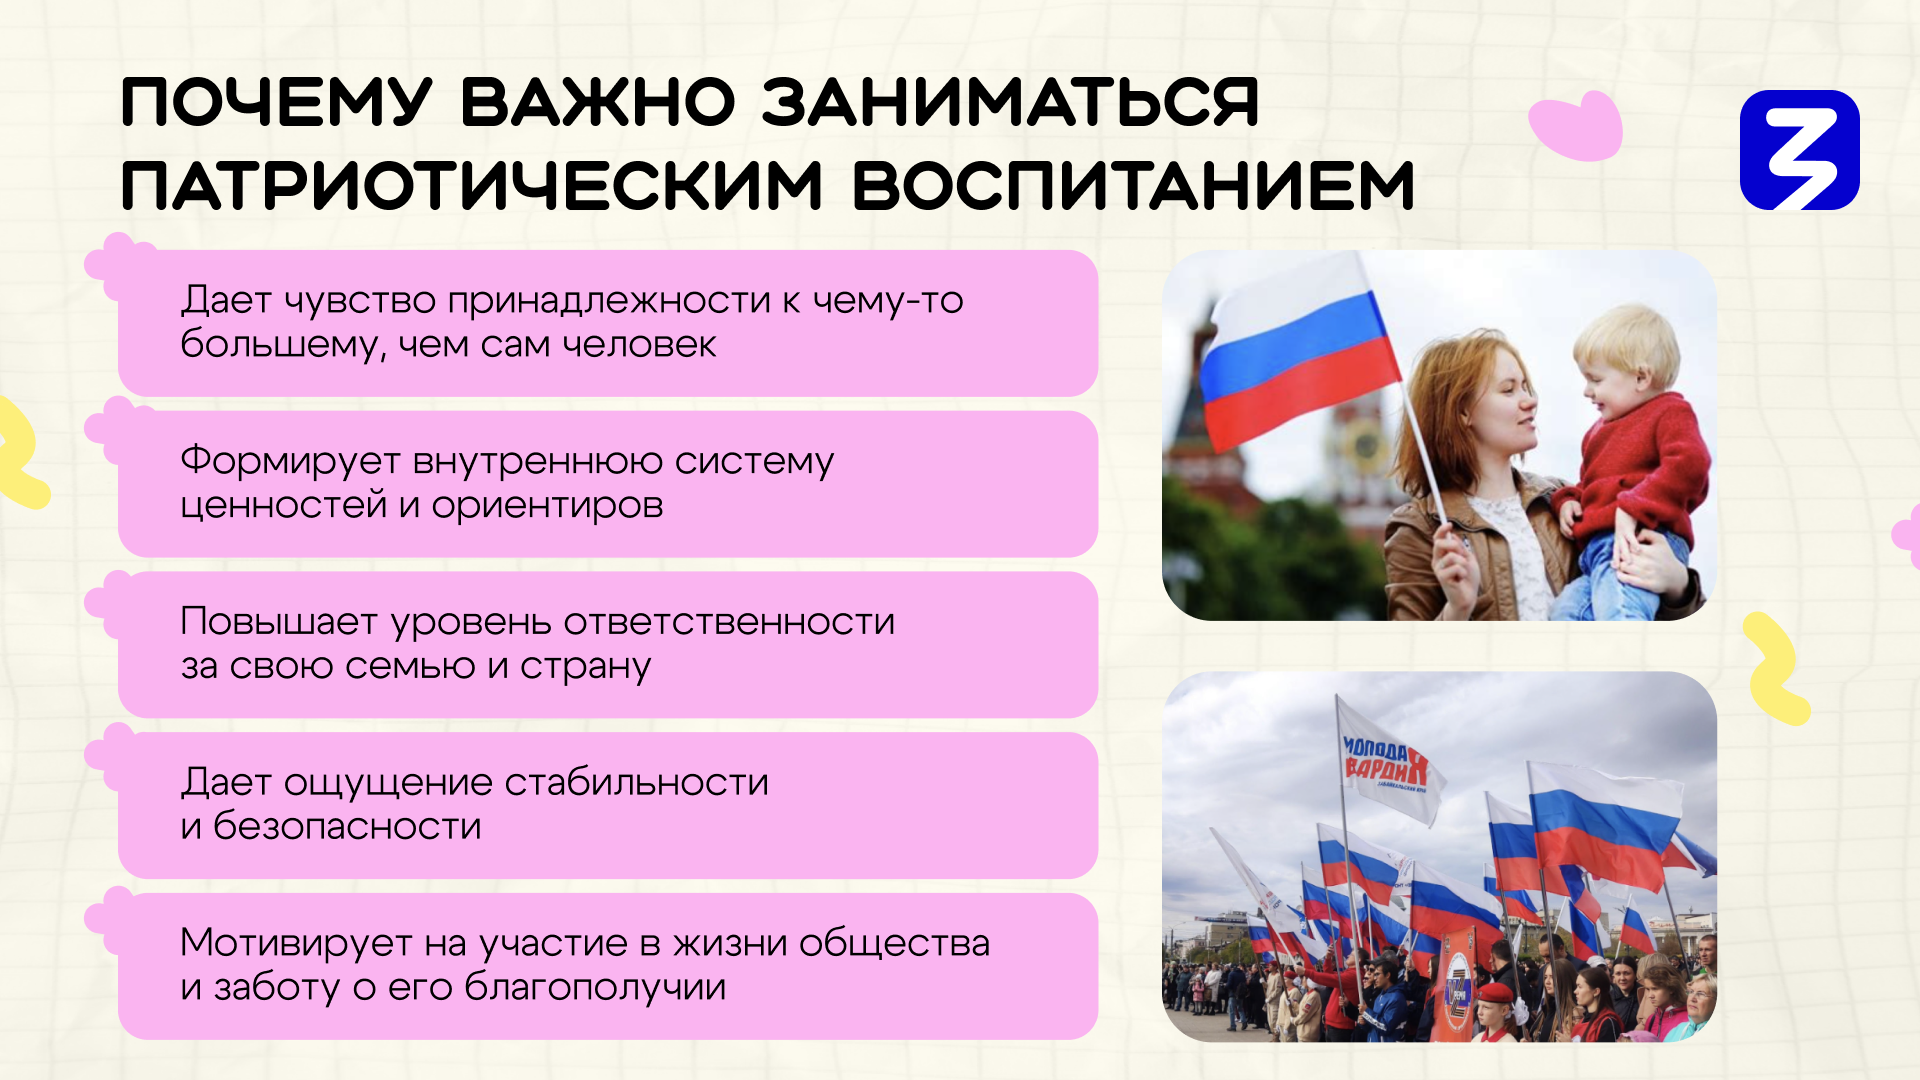 ПОЧЕМУ ВАЖНО ЗАНИМАТЬСЯ
ПАТРИОТИЧЕСКИМ ВОСПИТАНИЕМ
Дает чувство принадлежности к чему-то
большему, чем сам человек
Формирует внутреннюю систему
ценностей и ориентиров
Повышает уровень ответственности
за свою семью и страну
Дает ощущение стабильности
и безопасности
Мотивирует на участие в жизни общества
и заботу о его благополучии
МОЛОДАЯ